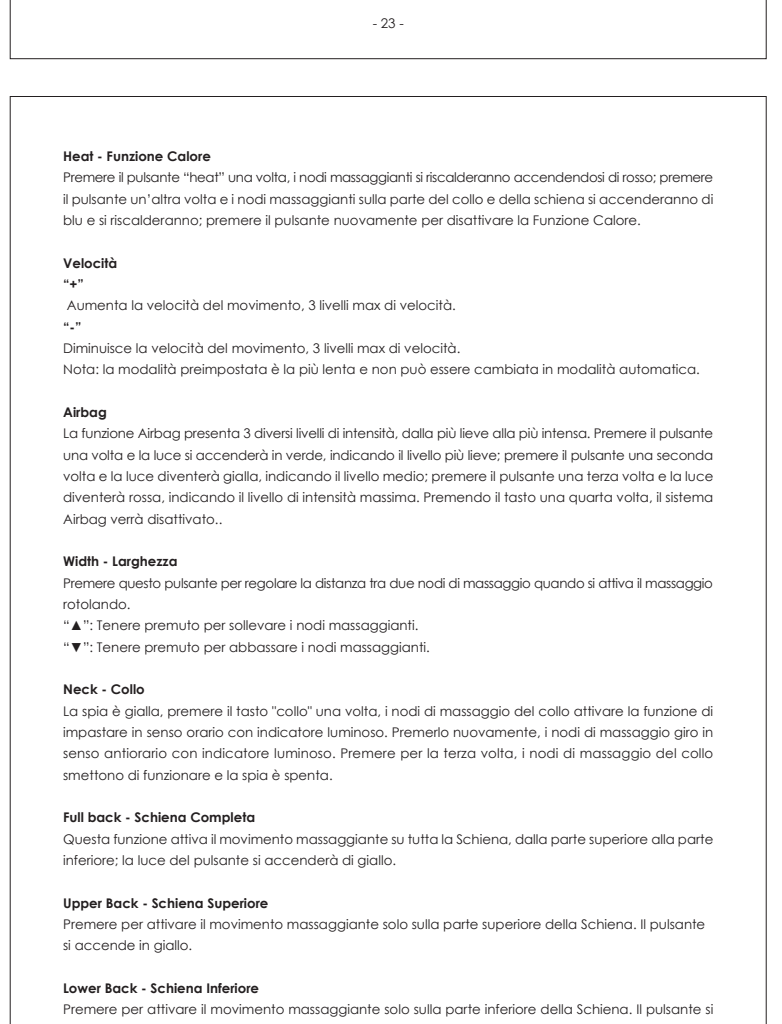 - 23 -
Heat - Funzione Calore
Premere il pulsante “heat” una volta, i nodi massaggianti si riscalderanno accendendosi di rosso; premere
il pulsante un’altra volta e i nodi massaggianti sulla parte del collo e della schiena si accenderanno di
blu e si riscalderanno; premere il pulsante nuovamente per disattivare la Funzione Calore.
Velocità
“+”
Aumenta la velocità del movimento, 3 livelli max di velocità.
“-”
Diminuisce la velocità del movimento, 3 livelli max di velocità.
Nota: la modalità preimpostata è la più lenta e non può essere cambiata in modalità automatica.
Airbag
La funzione Airbag presenta 3 diversi livelli di intensità, dalla più lieve alla più intensa. Premere il pulsante
una volta e la luce si accenderà in verde, indicando il livello più lieve; premere il pulsante una seconda
volta e la luce diventerà gialla, indicando il livello medio; premere il pulsante una terza volta e la luce
diventerà rossa, indicando il livello di intensità massima. Premendo il tasto una quarta volta, il sistema
Airbag verrà disattivato..
Width - Larghezza
Premere questo pulsante per regolare la distanza tra due nodi di massaggio quando si attiva il massaggio
rotolando.
“▲”: Tenere premuto per sollevare i nodi massaggianti.
“▼”: Tenere premuto per abbassare i nodi massaggianti.
Neck - Collo
La spia è gialla, premere il tasto "collo" una volta, i nodi di massaggio del collo attivare la funzione di
impastare in senso orario con indicatore luminoso. Premerlo nuovamente, i nodi di massaggio giro in
senso antiorario con indicatore luminoso. Premere per la terza volta, i nodi di massaggio del collo
smettono di funzionare e la spia è spenta.
Full back - Schiena Completa
Questa funzione attiva il movimento massaggiante su tutta la Schiena, dalla parte superiore alla parte
inferiore; la luce del pulsante si accenderà di giallo.
Upper Back - Schiena Superiore
Premere per attivare il movimento massaggiante solo sulla parte superiore della Schiena. Il pulsante
si accende in giallo.
Lower Back - Schiena Inferiore
Premere per attivare il movimento massaggiante solo sulla parte inferiore della Schiena. Il pulsante si